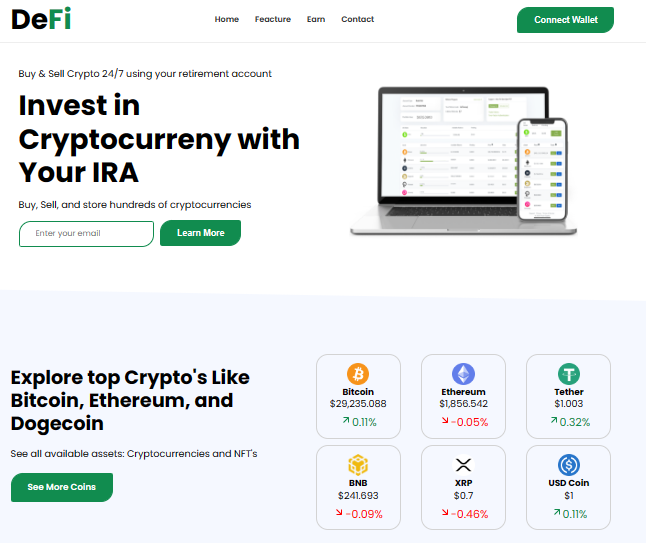 DeFi
Home Feacture Earn Contact
Connect Wallet
Buy & Sell Crypto 24/7 using your retirement account
Invest in
Cryptocurreny with
Your IRA
Buy, Sell, and store hundreds of cryptocurrencies
Enter your email
Learn More
Explore top Crypto's Like
Bitcoin, Ethereum, and
Dogecoin
See all available assets: Cryptocurrencies and NFT's
See More Coins
Bitcoin
$29,235.088
0.11%
Ethereum
$1,856.542
-0.05%
Tether
$1.003
0.32%
BNB
$241.693
-0.09%
XRP
$0.7
-0.46%
USD Coin
$1
0.11%